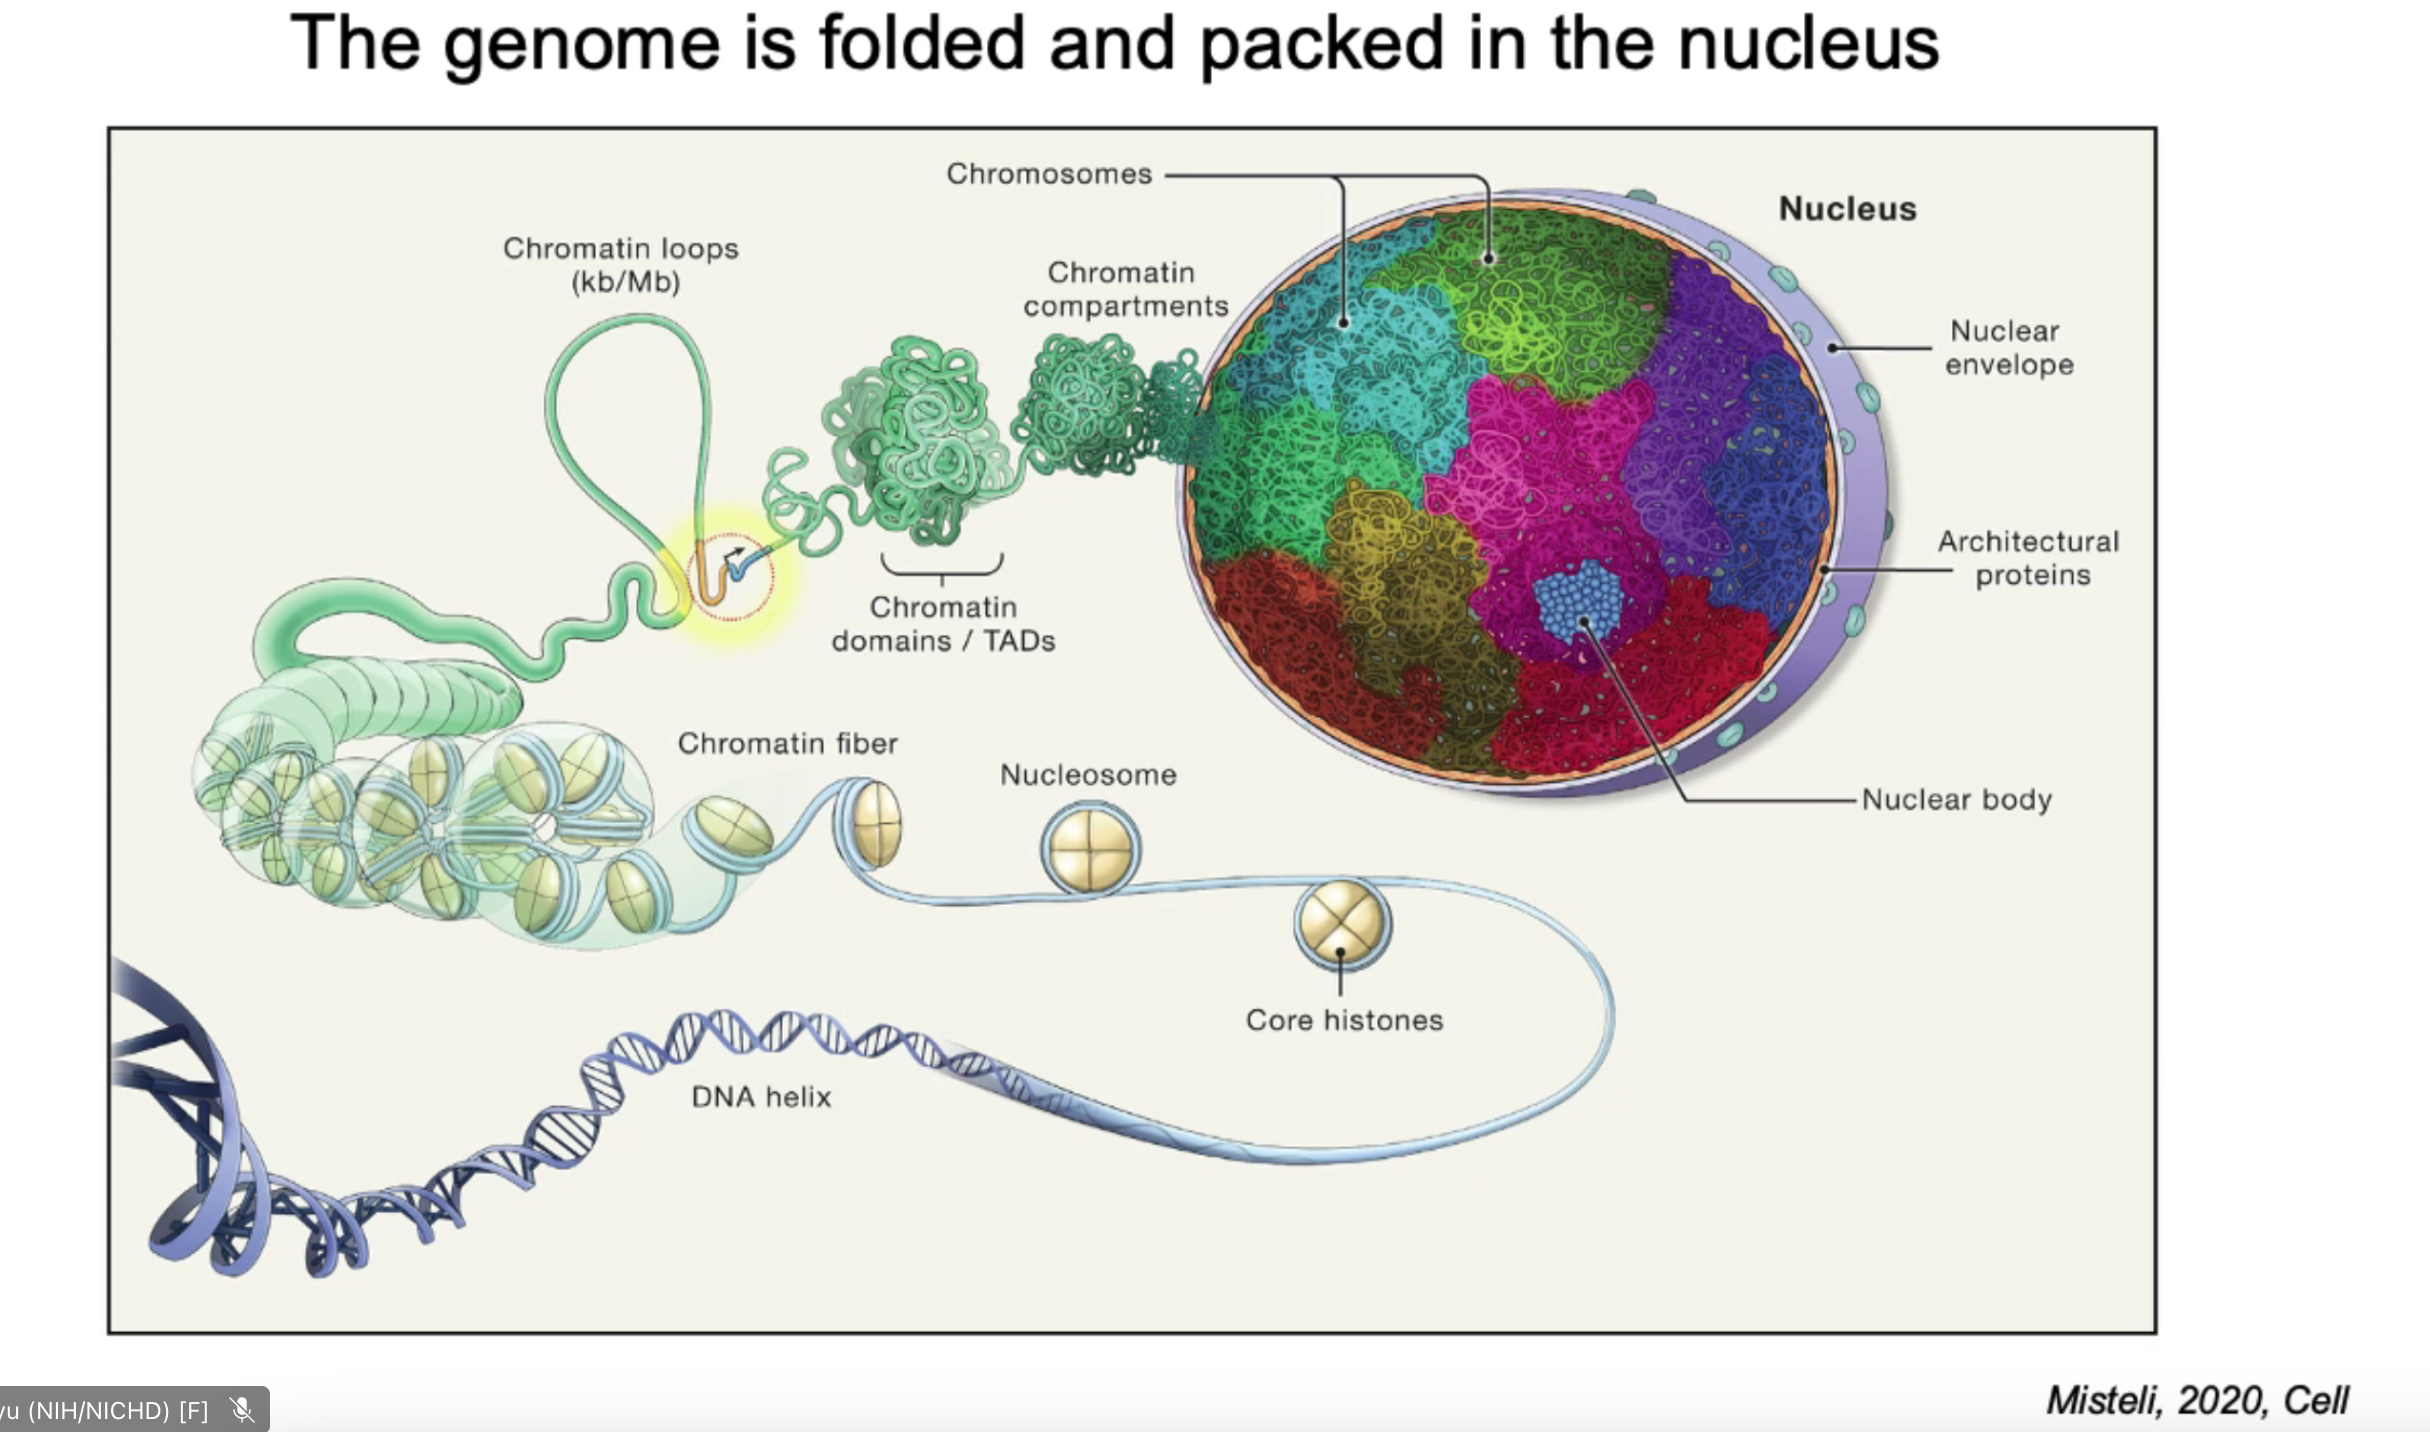 The genome is folded and packed in the nucleus
Chromosomes
Nucleus
Chromatin loops
(kb/Mb)
Chromatin
compartments
Nuclear
envelope
Architectural
proteins
Chromatin
domains / TADs
Chromatin fiber
Nucleosome
Nuclear body
Core histones
DNA helix
(NIH/NICHD) [F]
Misteli, 2020, Cell